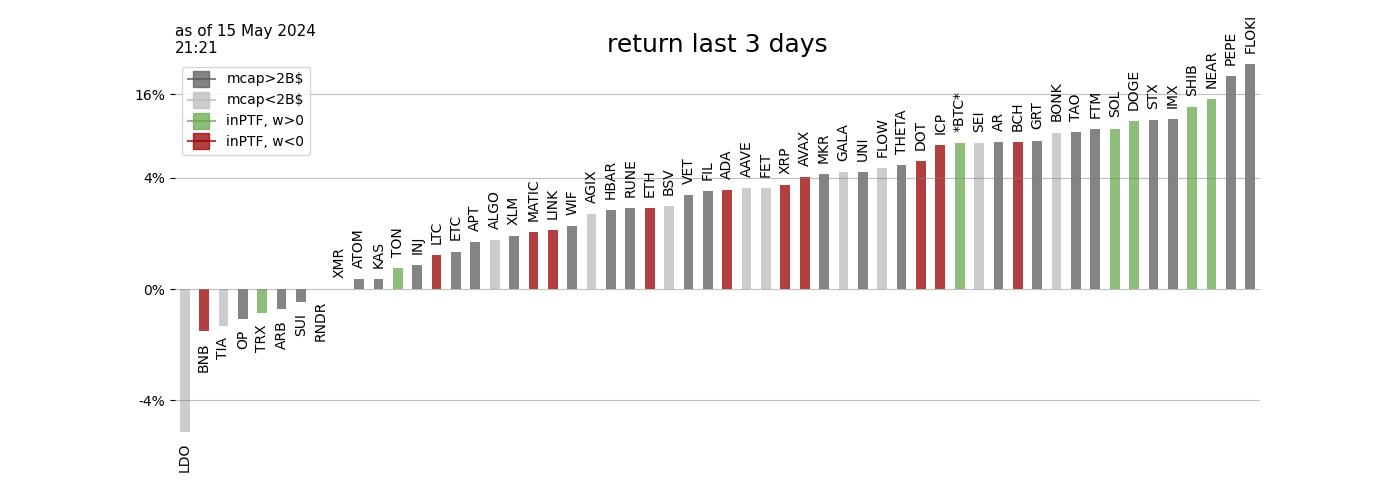 as of 15 May 2024
21:21
return last 3 days
mcap>2B$
mcap<2B$
inPTF, w>0
inPTF, w<0
16%
4%
0%
-4%
LDO
BNB
TIA
OP
TRX
ARB
SUI
RNDR
XMR
ATOM
KAS
TON
INJ
LTC
ETC
APT
ALGO
XLM
MATIC
LINK
WIF
AGIX
HBAR
RUNE
ETH
BSV
VET
FIL
ADA
AAVE
FET
XRP
AVAX
MKR
GALA
UNI
FLOW
THETA
DOT
ICP
*BTC*
SEI
AR
BCH
GRT
BONK
TAO
FTM
SOL
DOGE
STX
IMX
SHIB
NEAR
PEPE
FLOKI